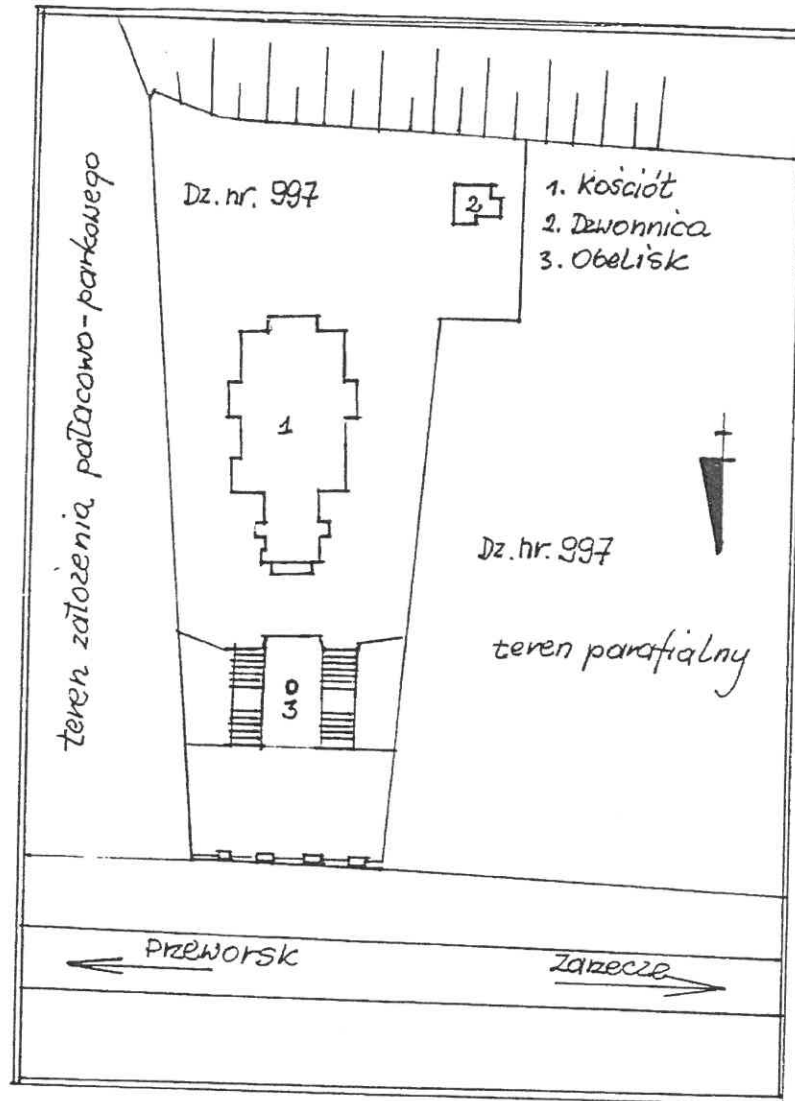 teren założenia pałacowo-parkowego
Dz. nr. 997
2
1. Kościół
2. Dzwonnica
3. Obelisk
1
Dz. nr. 997
teren parafialny
3
Przeworsk
Zarzecze